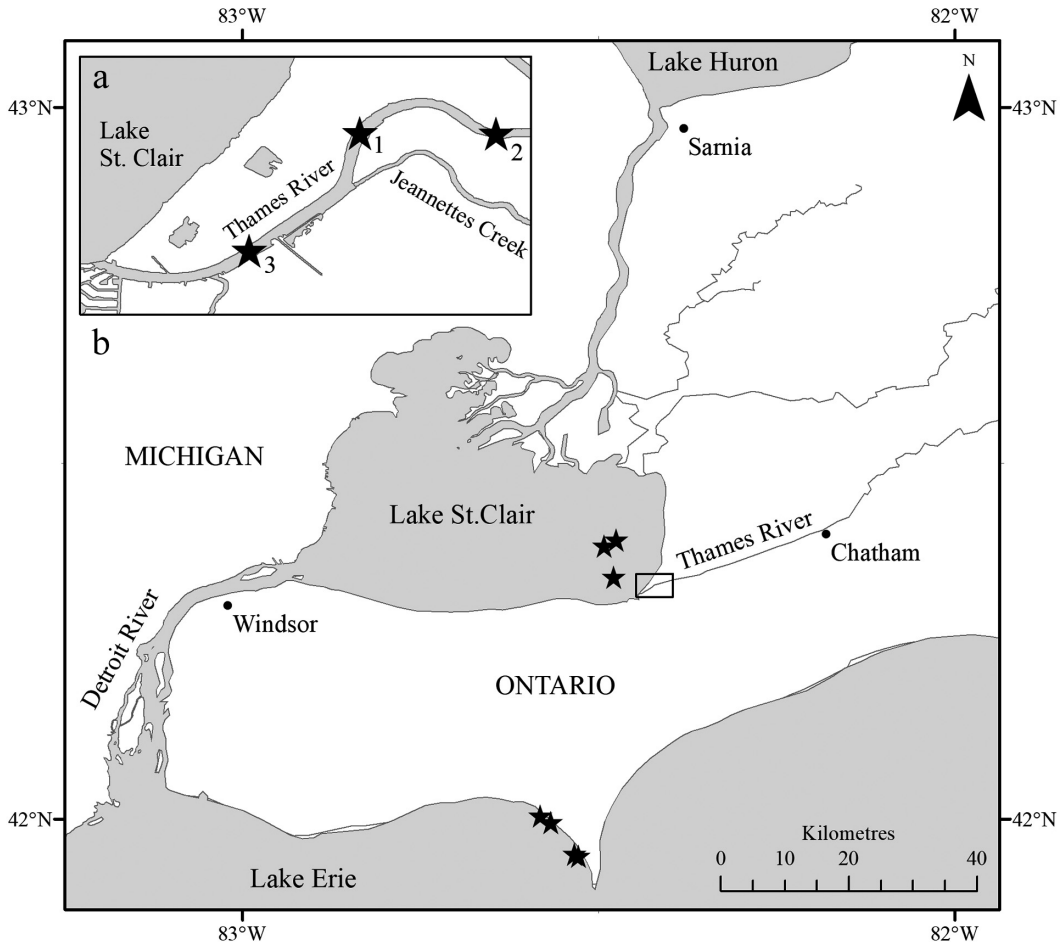 83°W
82°W
a
Lake
St. Clair
Thames River
1
2
3
Jeannettes Creek
Lake Huron
N
43°N
43°N
Sarnia
b
MICHIGAN
Lake St.Clair
Thames River
Chatham
Windsor
Detroit River
ONTARIO
42°N
42°N
Lake Erie
Kilometres
0 10 20 40
83°W
82°W